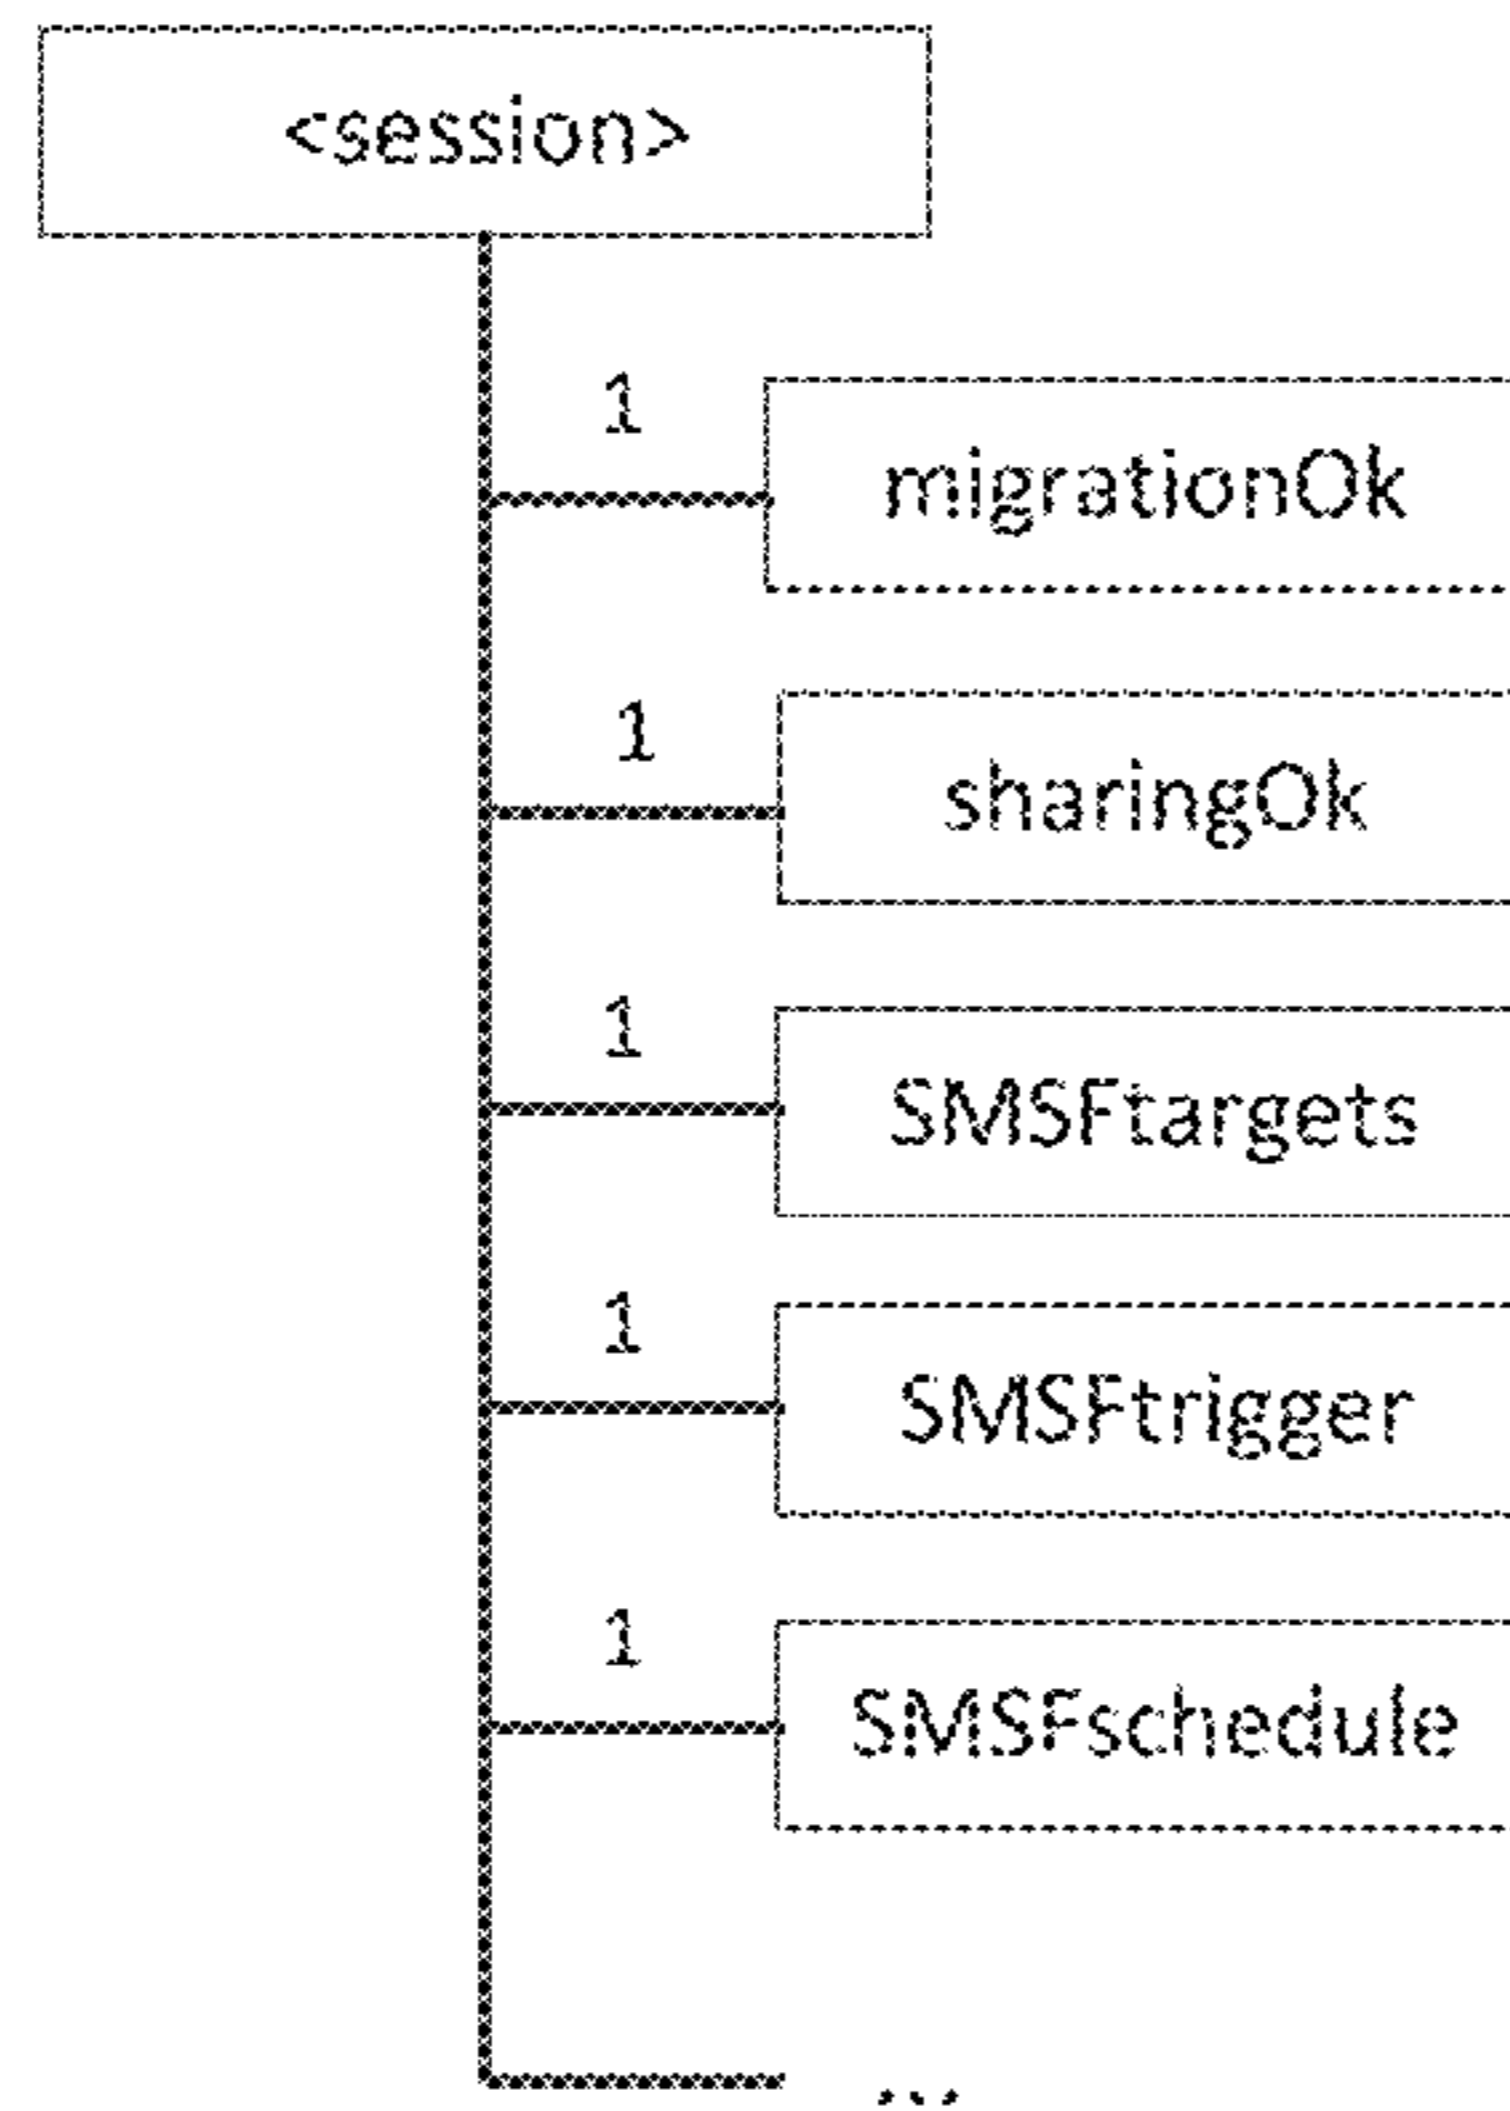 <session>
1
migrationOk
1
sharingOk
1
SMSFtargets
1
SMSFtrigger
1
SMSFschedule
...